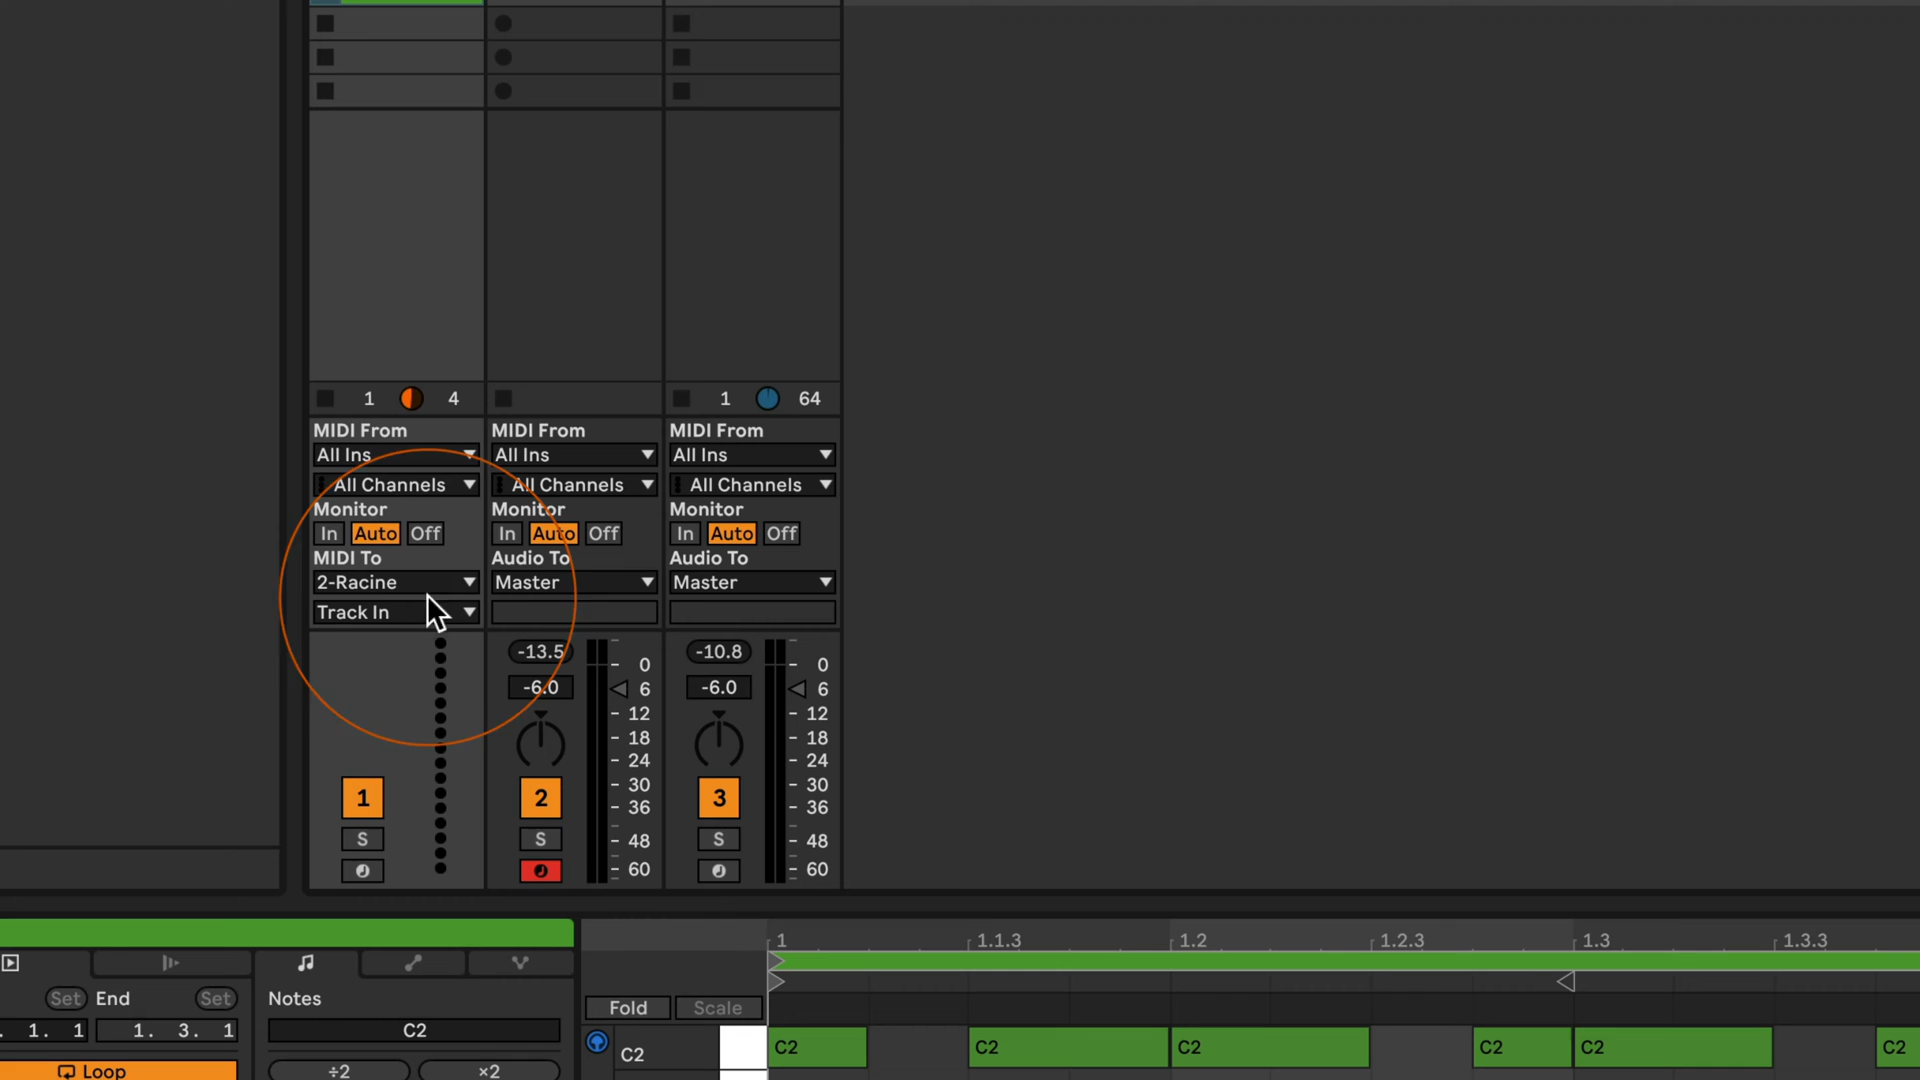 1 4 1 64
MIDI From MIDI From MIDI From
All Ins All Ins All Ins
All Channels All Channels All Channels
Monitor Monitor Monitor
In Auto Off In Auto Off In Auto Off
MIDI To Audio To Audio To
2-Racine Master Master
Track In
-13.5 0 -10.8 0
-6.0 6 -6.0 6
12 12
18 18
24 24
30 30
1 2 3
36 36
S 48 S S 48
60 60
1 1.1.3 1.2 1.2.3 1.3 1.3.3
Set End Set Notes
Fold Scale
. 1. 1 1. 3. 1 C2
C2 C2 C2 C2 C2 C2 C2
Loop ÷2 ×2